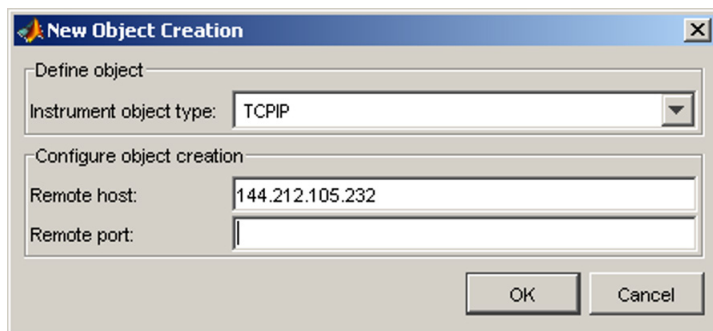 New Object Creation
Define object
Instrument object type: TCPIP
Configure object creation
Remote host: 144.212.105.232
Remote port:
OK Cancel